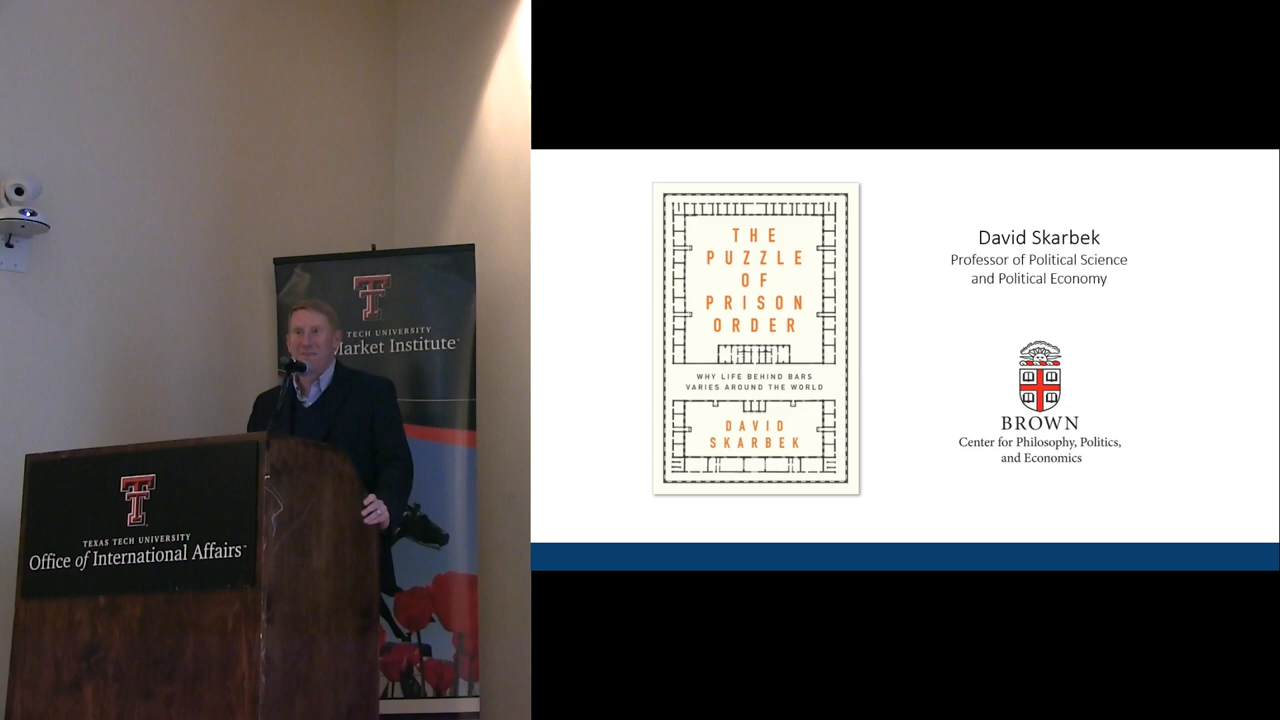 TECH UNIVERSITY
Market Institute
TEXAS TECH UNIVERSITY
Office of International Affairs
THE
PUZZLE
OF
PRISON
ORDER
WHY LIFE BEHIND BARS
VARIES AROUND THE WORLD
DAVID
SKARBEK
David Skarbek
Professor of Political Science
and Political Economy
BROWN
Center for Philosophy, Politics,
and Economics